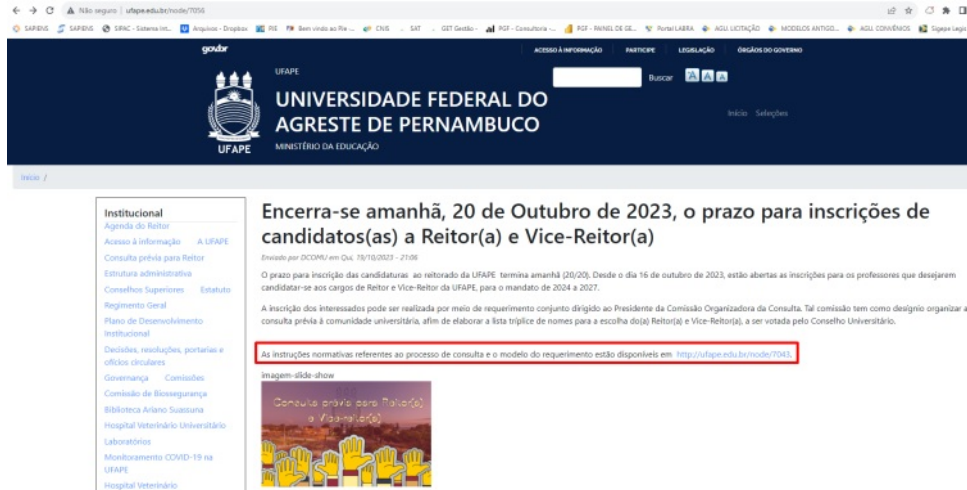 Não seguro | ufape.edu.br/node/7056
SAPIENS SAPIENS SIPAC - Sistema Int... Arquivos - Dropbox PJE Bem vindo ao Pje ... CNIS SAT GET Gestão - PGF - Consultoria -... PGF - PAINEL DE GE... Portal LABRA AGU. LICITAÇÃO MODELOS ANTIGO... AGU. CONVÊNIOS Sigepe Legis
govbr ACESSO À INFORMAÇÃO PARTICIPE LEGISLAÇÃO ÓRGÃOS DO GOVERNO
UFAPE
Buscar A A A
UNIVERSIDADE FEDERAL DO
AGRESTE DE PERNAMBUCO
Início Seleções
UFAPE
MINISTÉRIO DA EDUCAÇÃO
Início /
Institucional
Agenda do Reitor
Acesso à informação A UFAPE
Consulta prévia para Reitor
Estrutura administrativa
Conselhos Superiores Estatuto
Regimento Geral
Plano de Desenvolvimento
Institucional
Decisões, resoluções, portarias e
ofícios circulares
Governança Comissões
Comissão de Biossegurança
Biblioteca Ariano Suassuna
Hospital Veterinário Universitário
Laboratórios
Monitoramento COVID-19 na
UFAPE
Hospital Veterinário
Encerra-se amanhã, 20 de Outubro de 2023, o prazo para inscrições de
candidatos(as) a Reitor(a) e Vice-Reitor(a)
Enviado por DCOMU em Qui, 19/10/2023 - 21:06
O prazo para inscrição das candidaturas ao reitorado da UFAPE termina amanhã (20/20). Desde o dia 16 de outubro de 2023, estão abertas as inscrições para os professores que desejarem
candidatar-se aos cargos de Reitor e Vice-Reitor da UFAPE, para o mandato de 2024 a 2027.
A inscrição dos interessados pode ser realizada por meio de requerimento conjunto dirigido ao Presidente da Comissão Organizadora da Consulta. Tal comissão tem como desígnio organizar a
consulta prévia à comunidade universitária, afim de elaborar a lista tríplice de nomes para a escolha do(a) Reitor(a) e Vice-Reitor(a), a ser votada pelo Conselho Universitário.
As instruções normativas referentes ao processo de consulta e o modelo do requerimento estão disponíveis em http://ufape.edu.br/node/7043.
imagem-slide-show
Consulta prévia para Reitor(a)
e Vice-reitor(a)